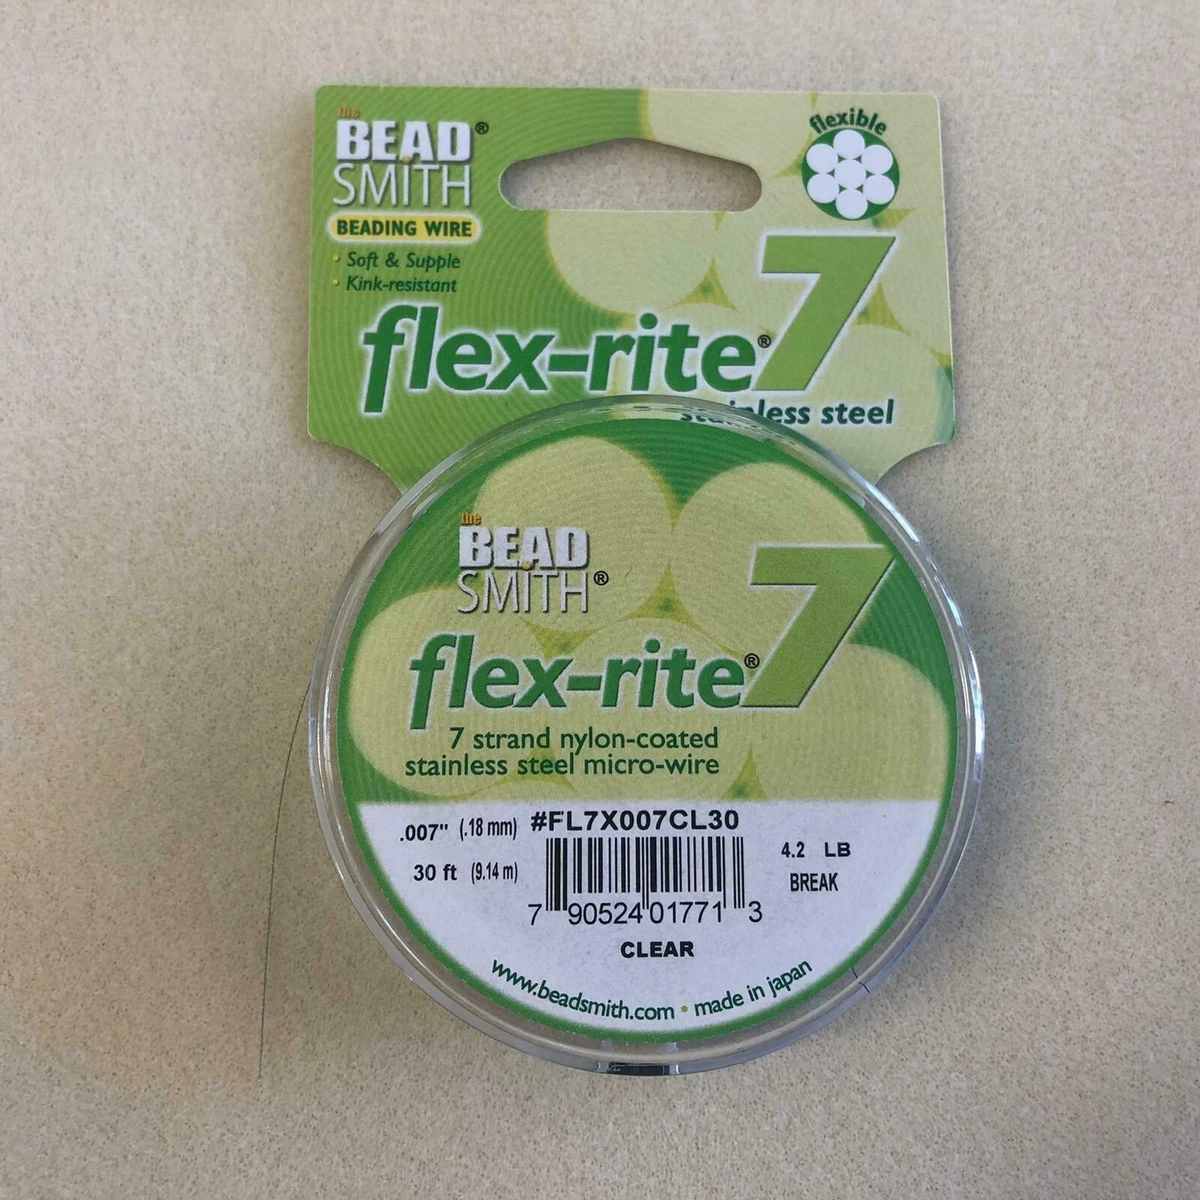 the
BEAD®
SMITH
BEADING WIRE
• Soft & Supple
• Kink-resistant
flexible
flex-rite® 7
stainless steel
the
BEAD
SMITH®
flex-rite® 7
7 strand nylon-coated
stainless steel micro-wire
.007" (.18 mm) #FL7X007CL30
30 ft (9.14 m)
4.2 LB
BREAK
7 90524 01771 3
CLEAR
www.beadsmith.com • made in japan